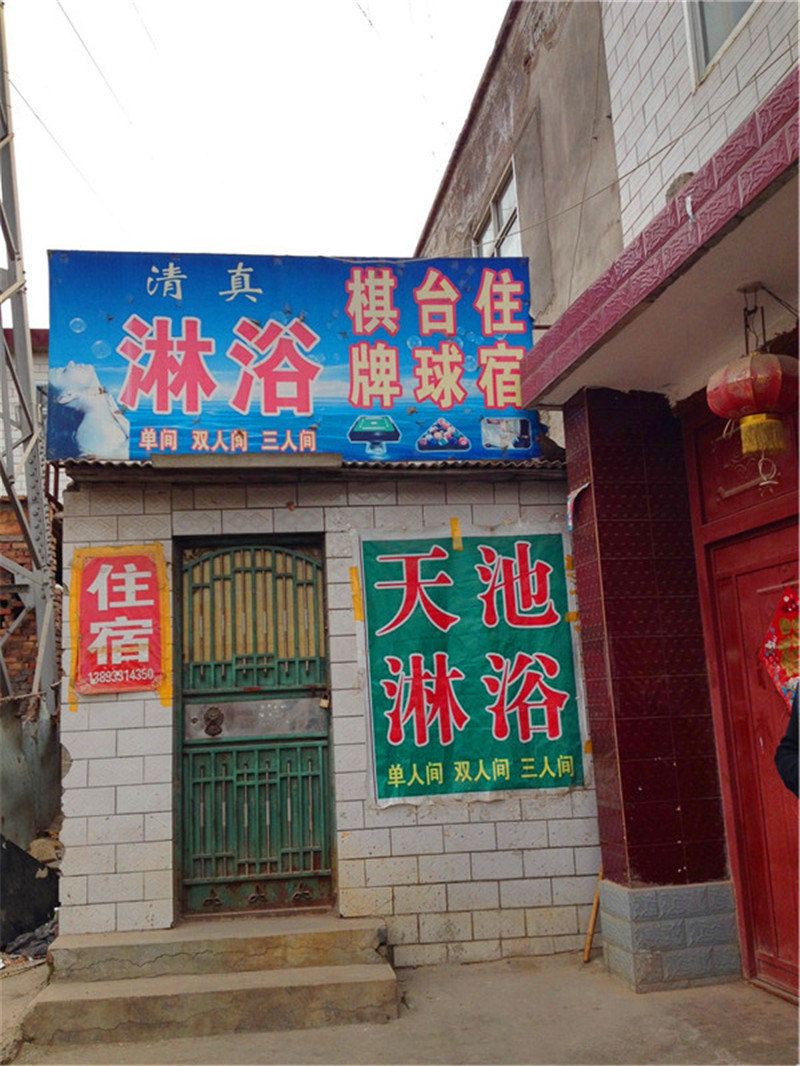 清真
淋浴
单间 双人间 三人间
棋牌
台球
住宿
住宿
13893314350
天池
淋浴
单人间 双人间 三人间